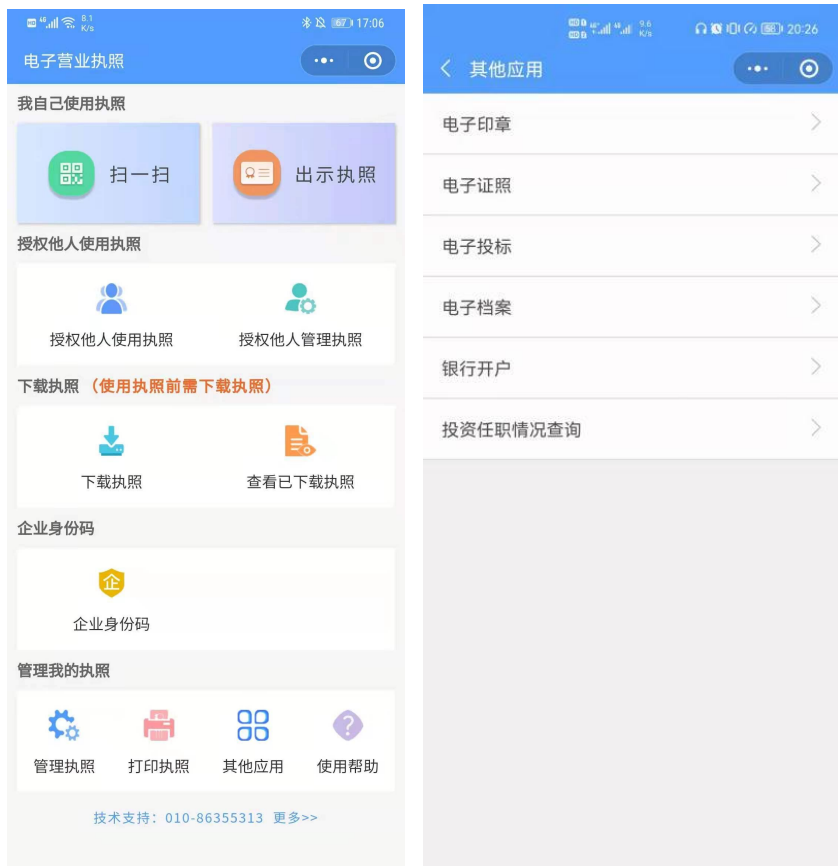 HD 4G 8.1 K/s 67 17:06
电子营业执照
我自己使用执照
扫一扫 出示执照
授权他人使用执照
授权他人使用执照 授权他人管理执照
下载执照 （使用执照前需下载执照）
下载执照 查看已下载执照
企业身份码
企
企业身份码
管理我的执照
管理执照 打印执照 其他应用 使用帮助
技术支持：010-86355313 更多>>
9.6 K/s 20:26
其他应用
电子印章
电子证照
电子投标
电子档案
银行开户
投资任职情况查询